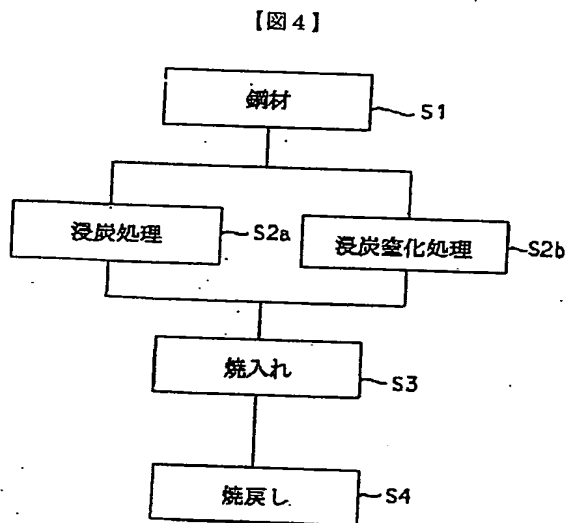 【図4】
鋼材
S1
浸炭処理
S2a
浸炭窒化処理
S2b
焼入れ
S3
焼戻し
S4